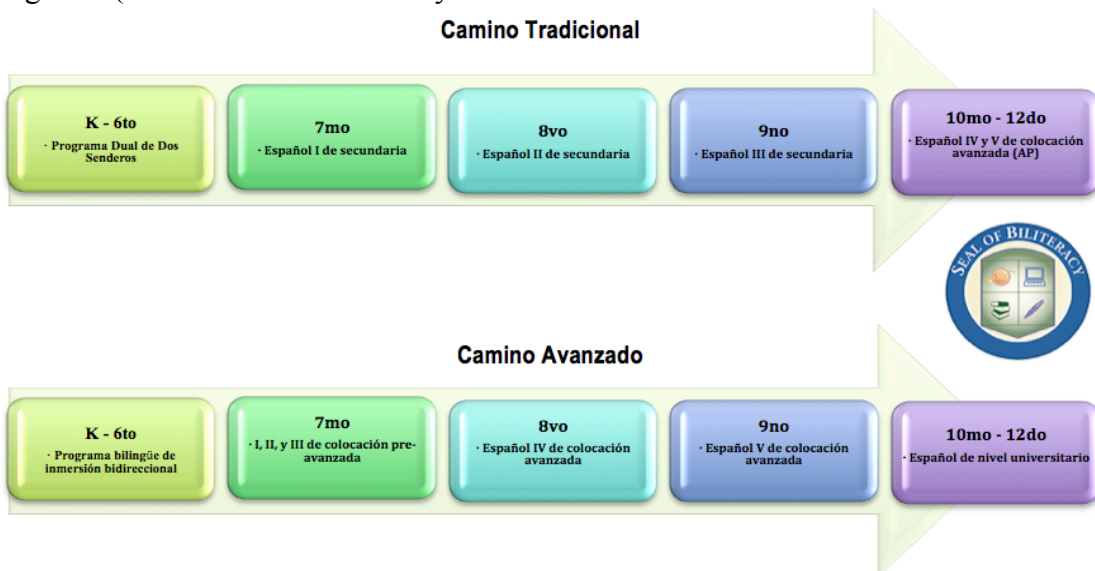 Camino Tradicional
K - 6to
· Programa Dual de Dos
Senderos
7mo
· Español I de secundaria
8vo
· Español II de secundaria
9no
· Español III de secundaria
10mo - 12do
· Español IV y V de colocación
avanzada (AP)
SEAL OF BILITERACY
Camino Avanzado
K - 6to
· Programa bilingüe de
inmersión bidireccional
7mo
· I, II, y III de colocación pre-
avanzada
8vo
· Español IV de colocación
avanzada
9no
· Español V de colocación
avanzada
10mo - 12do
· Español de nivel universitario